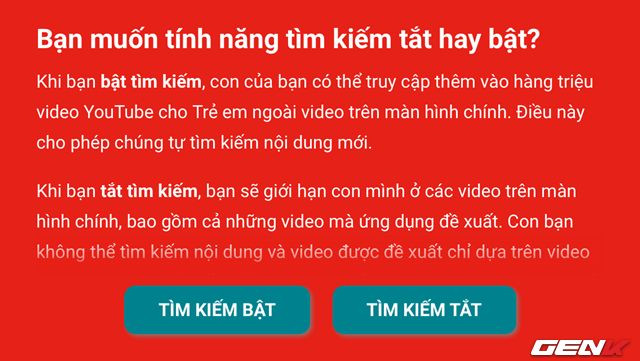 Bạn muốn tính năng tìm kiếm tắt hay bật?
Khi bạn bật tìm kiếm, con của bạn có thể truy cập thêm vào hàng triệu
video YouTube cho Trẻ em ngoài video trên màn hình chính. Điều này
cho phép chúng tự tìm kiếm nội dung mới.
Khi bạn tắt tìm kiếm, bạn sẽ giới hạn con mình ở các video trên màn
hình chính, bao gồm cả những video mà ứng dụng đề xuất. Con bạn
không thể tìm kiếm nội dung và video được đề xuất chỉ dựa trên video
TÌM KIẾM BẬT
TÌM KIẾM TẮT
GENK